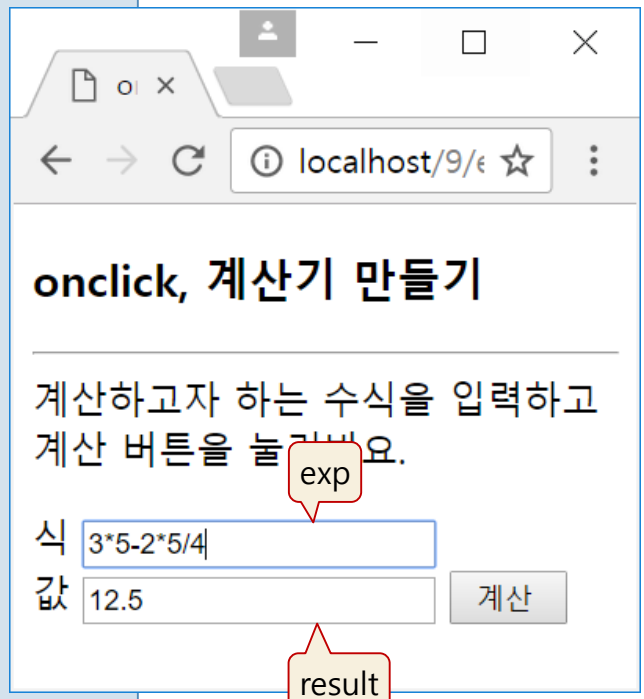 o
localhost/9/e
onclick, 계산기 만들기
계산하고자 하는 수식을 입력하고
계산 버튼을
exp
식 3*5-2*5/4
값 12.5 계산
result